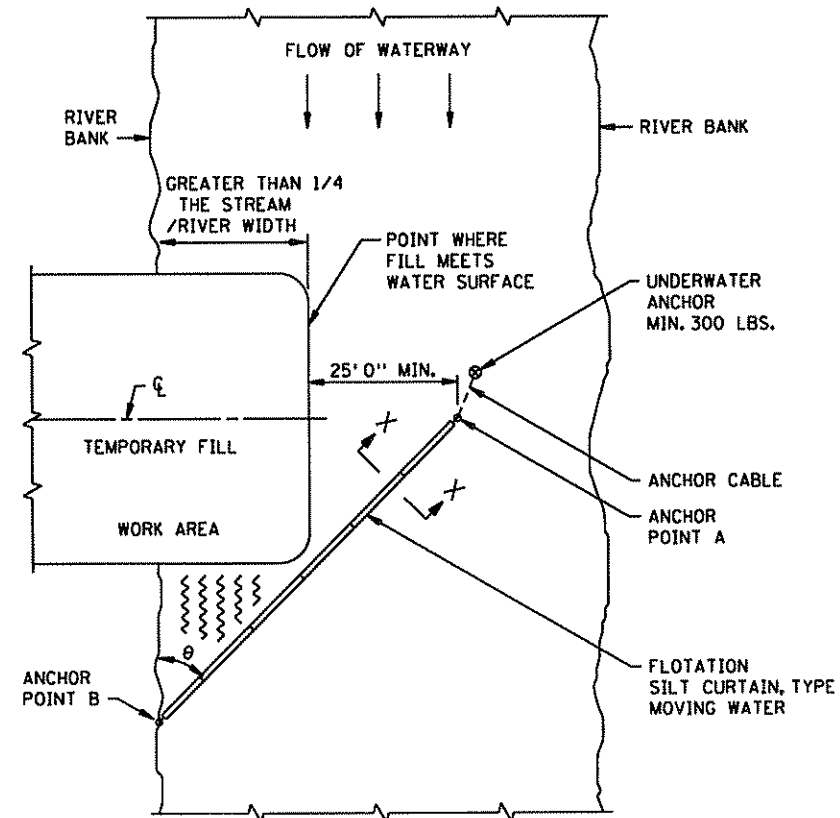 FLOW OF WATERWAY
RIVER
BANK
RIVER BANK
GREATER THAN 1/4
THE STREAM
/RIVER WIDTH
POINT WHERE
FILL MEETS
WATER SURFACE
UNDERWATER
ANCHOR
MIN. 300 LBS.
25'0" MIN.
℄
X
TEMPORARY FILL
X
ANCHOR CABLE
ANCHOR
POINT A
WORK AREA
θ
FLOTATION
SILT CURTAIN, TYPE
MOVING WATER
ANCHOR
POINT B